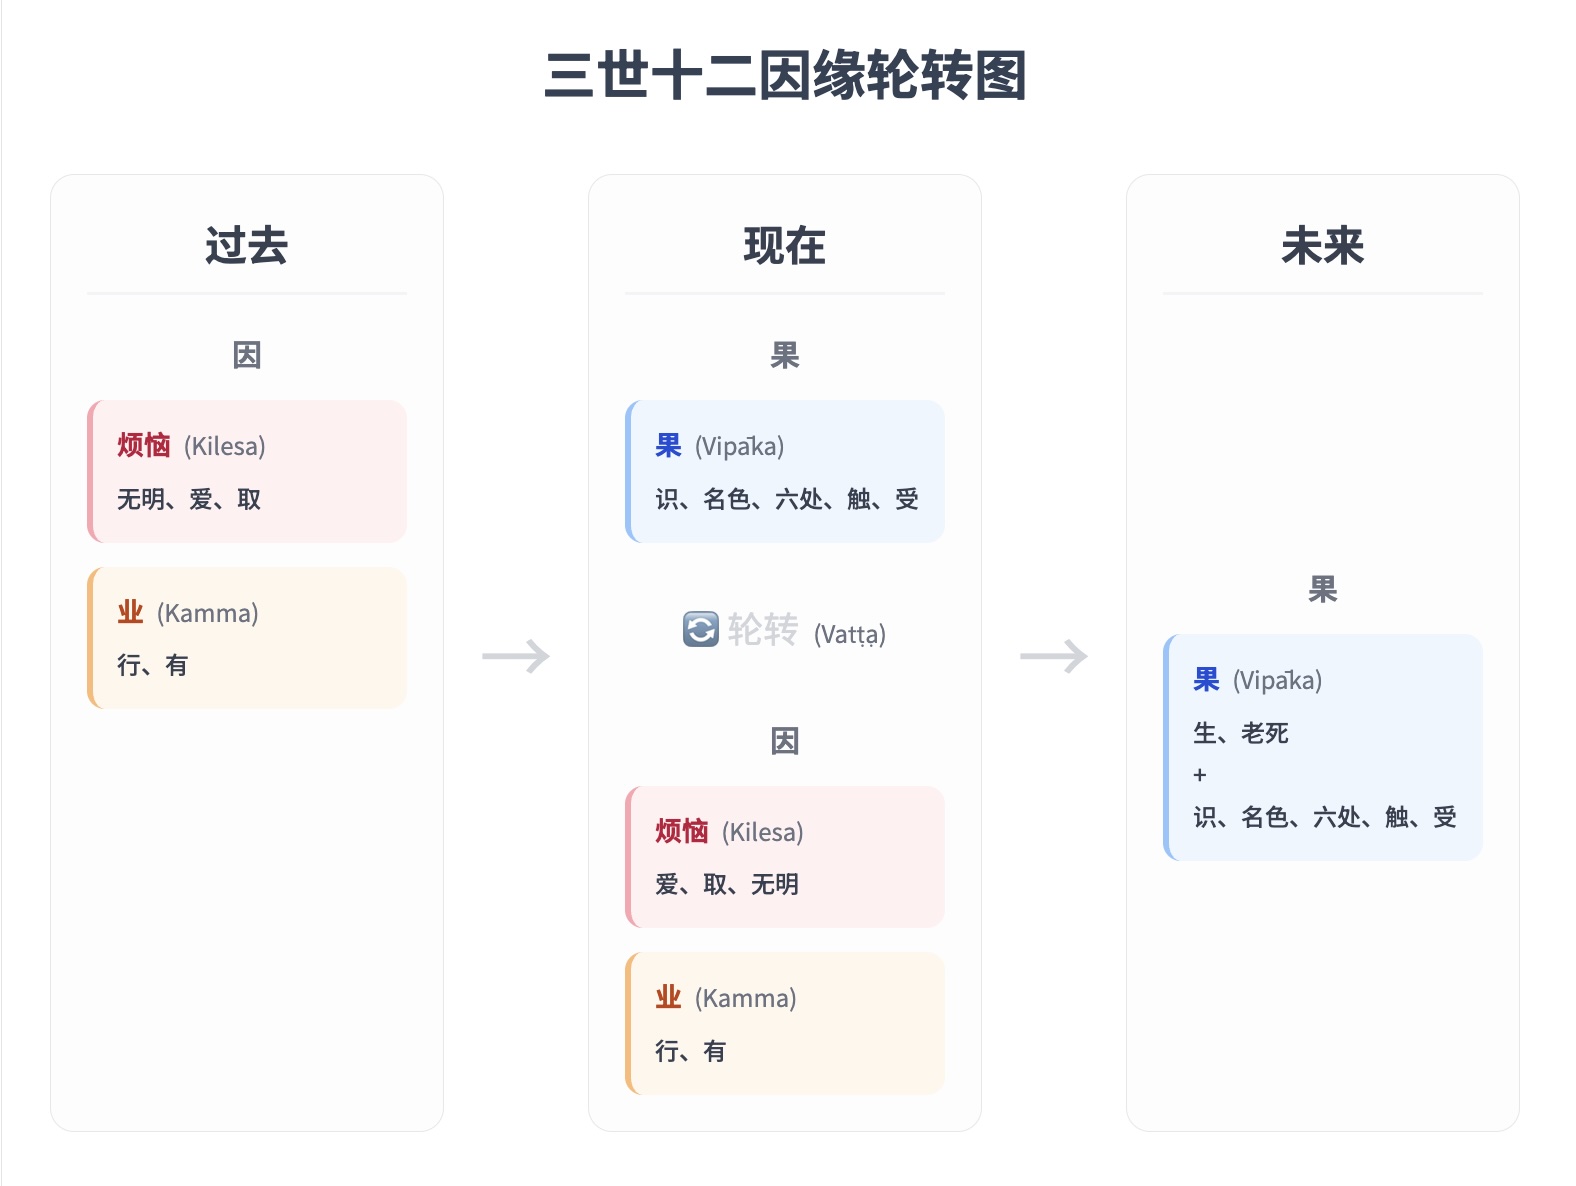 三世十二因缘轮转图
过去
因
烦恼 (Kilesa)
无明、爱、取
业 (Kamma)
行、有
→
现在
果
果 (Vipāka)
识、名色、六处、触、受
🔄 轮转 (Vaṭṭa)
因
烦恼 (Kilesa)
爱、取、无明
业 (Kamma)
行、有
→
未来
果
果 (Vipāka)
生、老死
+
识、名色、六处、触、受